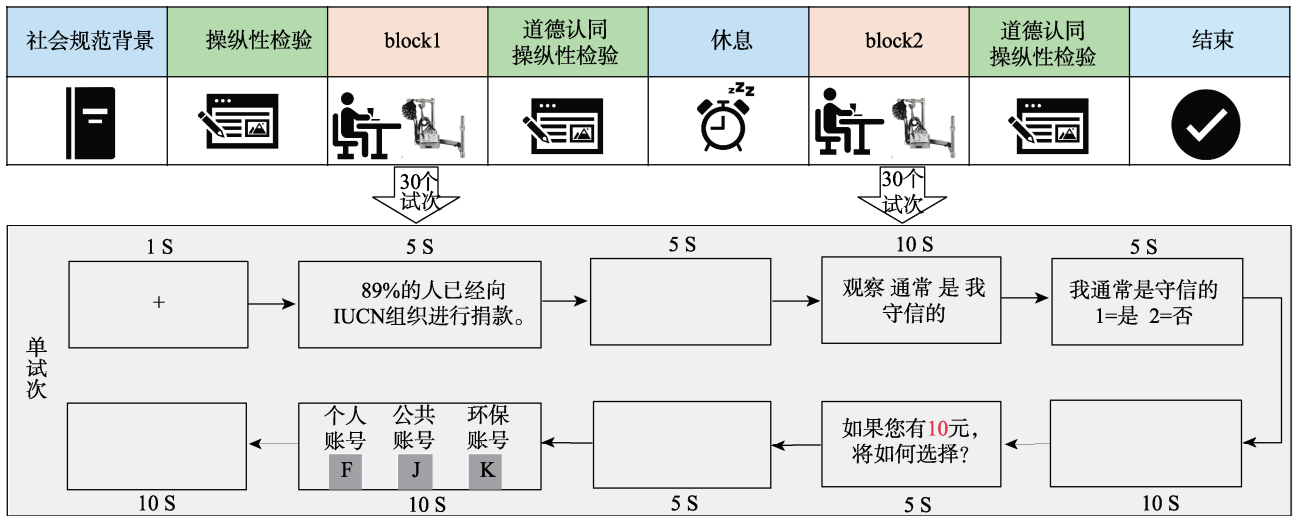 社会规范背景
操纵性检验
block1
道德认同
操纵性检验
休息
block2
道德认同
操纵性检验
结束
zzZZ
30个
试次
30个
试次
单试次
1 S
5 S
5 S
10 S
5 S
+
89%的人已经向
IUCN组织进行捐款。
观察 通常 是 我
守信的
我通常是守信的
1=是 2=否
个人
账号
F
公共
账号
J
环保
账号
K
如果您有10元，
将如何选择？
10 S
10 S
5 S
5 S
10 S